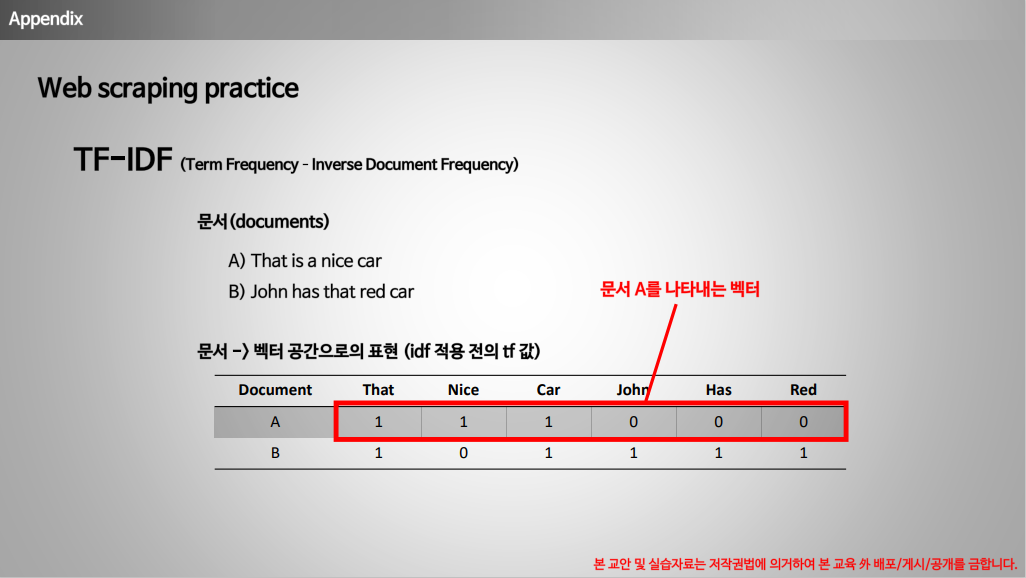 Appendix
Web scraping practice
TF-IDF (Term Frequency - Inverse Document Frequency)
문서(documents)
A) That is a nice car
B) John has that red car
문서 A를 나타내는 벡터
문서 -> 벡터 공간으로의 표현 (idf 적용 전의 tf 값)
Document That Nice Car John Has Red
A 1 1 1 0 0 0
B 1 0 1 1 1 1
본 교안 및 실습자료는 저작권법에 의거하여 본 교육 外 배포/게시/공개를 금합니다.